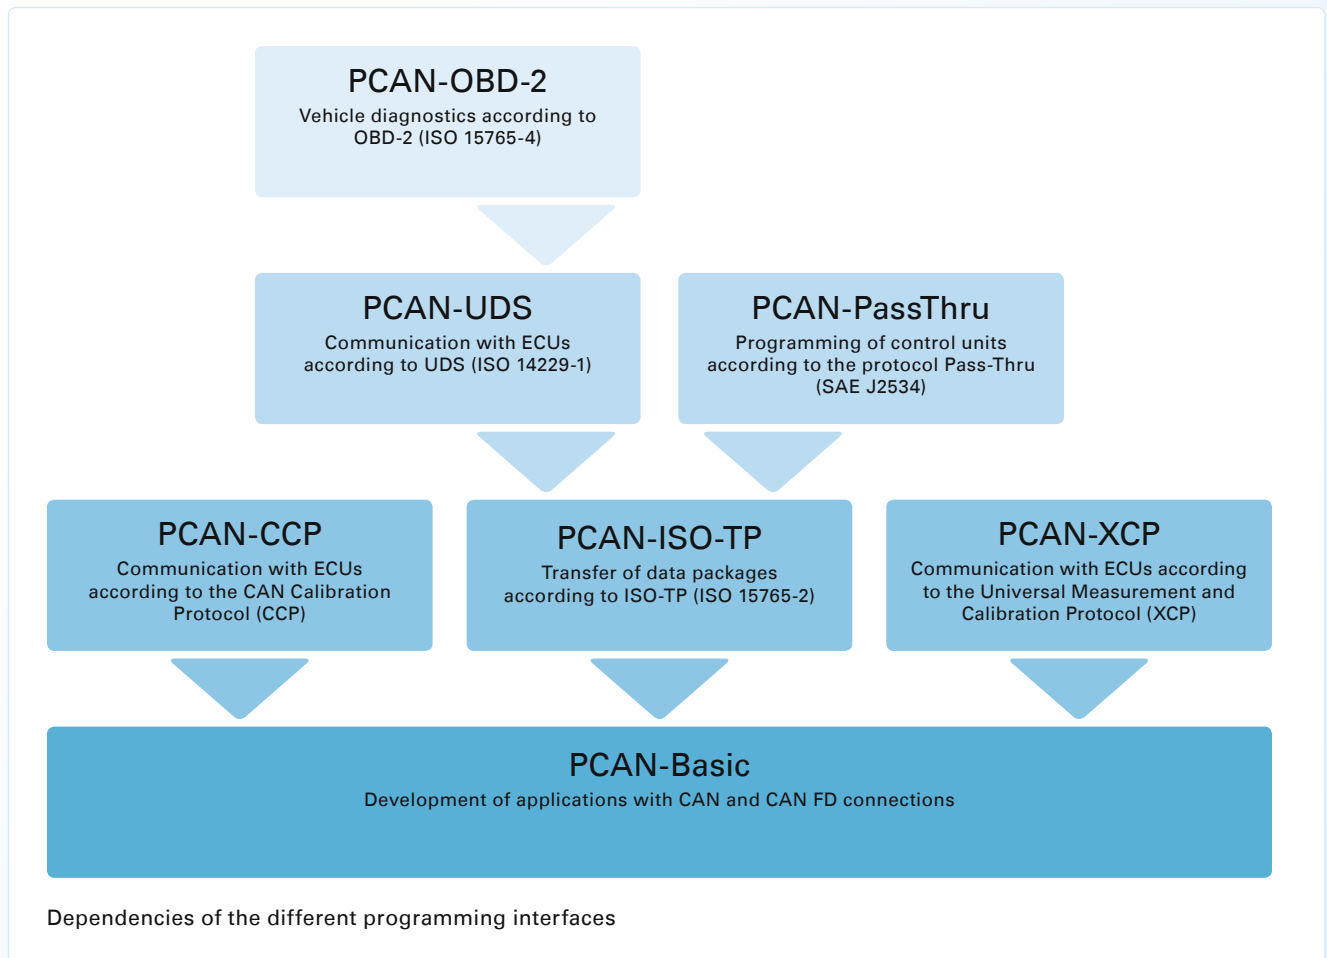 PCAN-OBD-2
Vehicle diagnostics according to
OBD-2 (ISO 15765-4)
PCAN-UDS
Communication with ECUs
according to UDS (ISO 14229-1)
PCAN-PassThru
Programming of control units
according to the protocol Pass-Thru
(SAE J2534)
PCAN-CCP
Communication with ECUs
according to the CAN Calibration
Protocol (CCP)
PCAN-ISO-TP
Transfer of data packages
according to ISO-TP (ISO 15765-2)
PCAN-XCP
Communication with ECUs according
to the Universal Measurement and
Calibration Protocol (XCP)
PCAN-Basic
Development of applications with CAN and CAN FD connections
Dependencies of the different programming interfaces